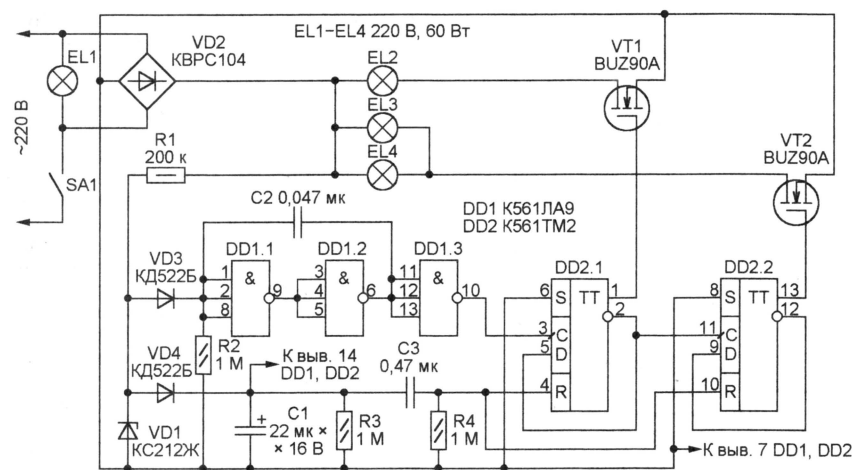 EL1–EL4 220 В, 60 Вт
VT1
BUZ90A
EL1
VD2
КВРС104
EL2
EL3
EL4
~220 В
SA1
R1
200 к
VT2
BUZ90A
C2 0,047 мк
DD1 К561ЛА9
DD2 К561ТМ2
VD3
КД522Б
DD1.1
DD1.2
DD1.3
1
2
8
&
9
3
4
5
&
6
11
12
13
&
10
DD2.1
6
S
TT
1
2
3
C
5
D
4
R
DD2.2
8
S
TT
13
12
11
C
9
D
10
R
R2
1 М
К выв. 14
DD1, DD2
C3
0,47 мк
VD4
КД522Б
VD1
КС212Ж
+
C1
22 мк ×
× 16 В
R3
1 М
R4
1 М
К выв. 7 DD1, DD2